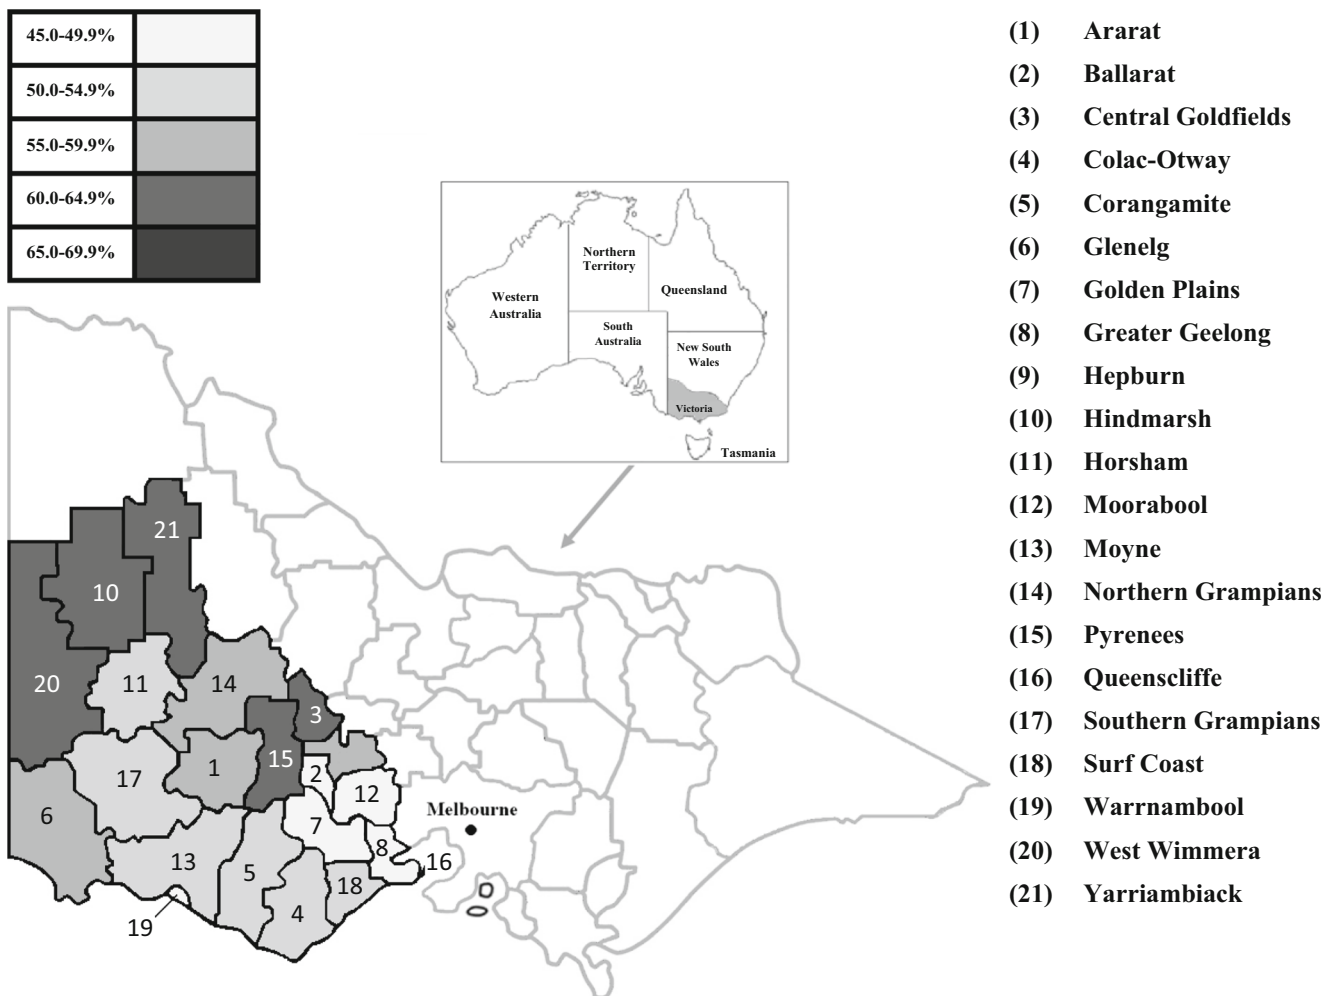 45.0-49.9%
50.0-54.9%
55.0-59.9%
60.0-64.9%
65.0-69.9%
Northern
Territory
Western
Australia
Queensland
South
Australia
New South
Wales
Victoria
Tasmania
21
10
20
11
14
3
15
17
1
2
12
6
7
Melbourne
13
5
8
16
18
4
19
(1) Ararat
(2) Ballarat
(3) Central Goldfields
(4) Colac-Otway
(5) Corangamite
(6) Glenelg
(7) Golden Plains
(8) Greater Geelong
(9) Hepburn
(10) Hindmarsh
(11) Horsham
(12) Moorabool
(13) Moyne
(14) Northern Grampians
(15) Pyrenees
(16) Queenscliffe
(17) Southern Grampians
(18) Surf Coast
(19) Warrnambool
(20) West Wimmera
(21) Yarriambiack